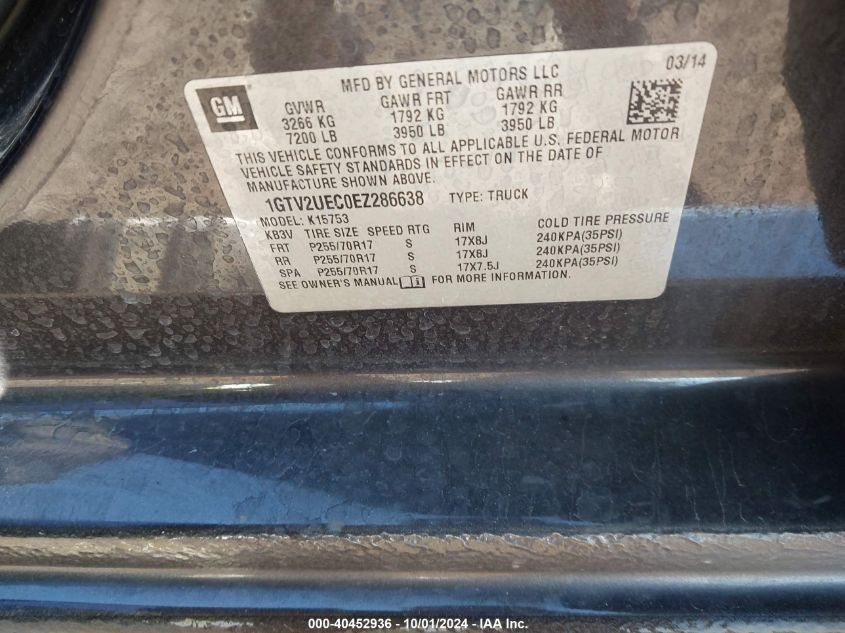 MFD BY GENERAL MOTORS LLC 03/14
GM
GVWR GAWR FRT GAWR RR
3266 KG 1792 KG 1792 KG
7200 LB 3950 LB 3950 LB
THIS VEHICLE CONFORMS TO ALL APPLICABLE U.S. FEDERAL MOTOR
VEHICLE SAFETY STANDARDS IN EFFECT ON THE DATE OF
MANUFACTURE SHOWN ABOVE.
1GTV2UEC0EZ286638 TYPE: TRUCK
MODEL: K15753
KB3V TIRE SIZE SPEED RTG RIM COLD TIRE PRESSURE
FRT P255/70R17 S 17X8J 240KPA(35PSI)
RR P255/70R17 S 17X8J 240KPA(35PSI)
SPA P255/70R17 S 17X7.5J 240KPA(35PSI)
SEE OWNER'S MANUAL FOR MORE INFORMATION.
000-40452936 - 10/01/2024 - © IAA Inc.